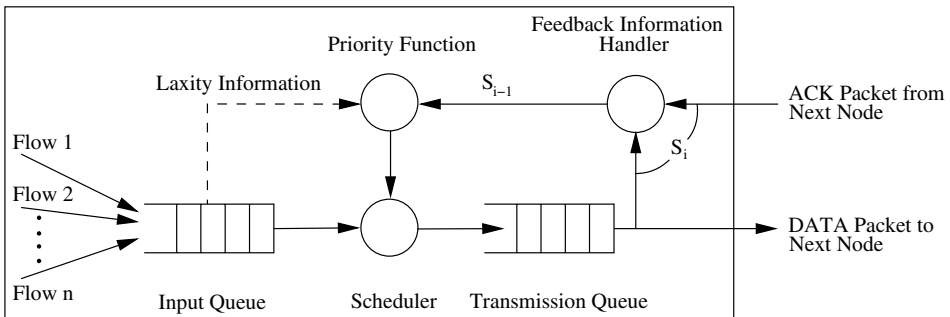 Feedback Information
Handler
Priority Function
Laxity Information
S_{i-1}
ACK Packet from
Next Node
S_i
Flow 1
Flow 2
Flow n
DATA Packet to
Next Node
Input Queue
Scheduler
Transmission Queue